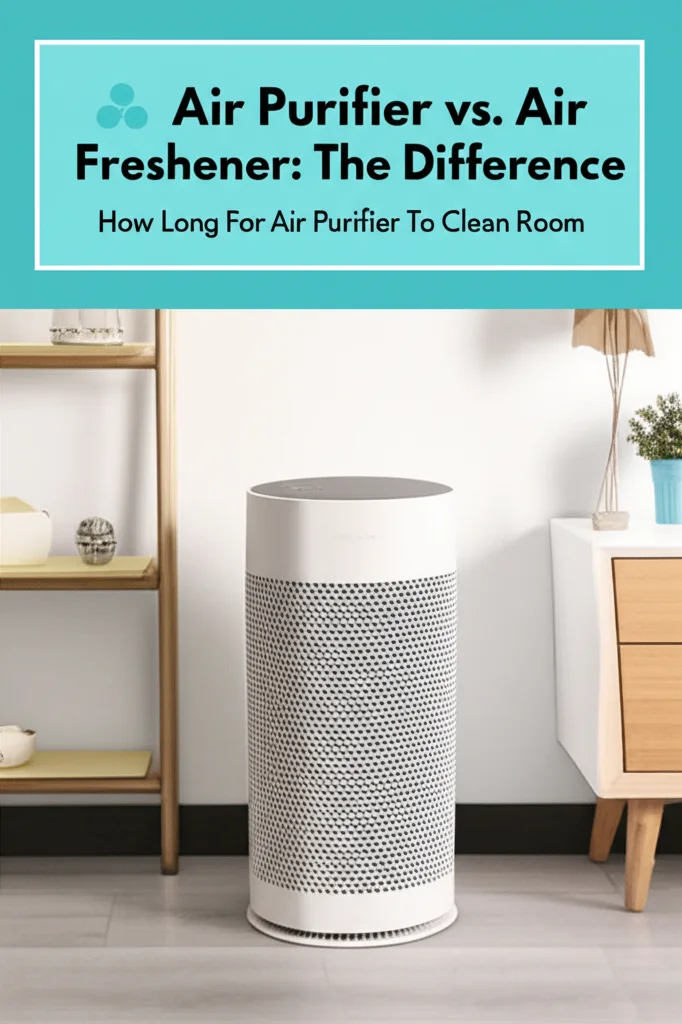 Air Purifier vs. Air
Freshener: The Difference
How Long For Air Purifier To Clean Room